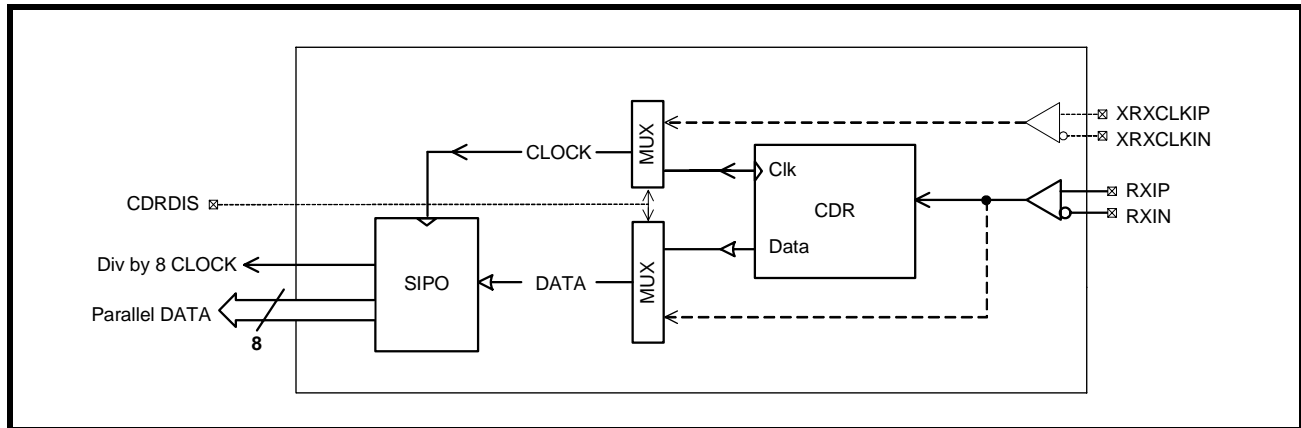 XRXCLKIP
XRXCLKIN
MUX
CLOCK
Clk
CDR
RXIP
RXIN
CDRDIS
Data
Div by 8 CLOCK
SIPO
DATA
MUX
Parallel DATA
8